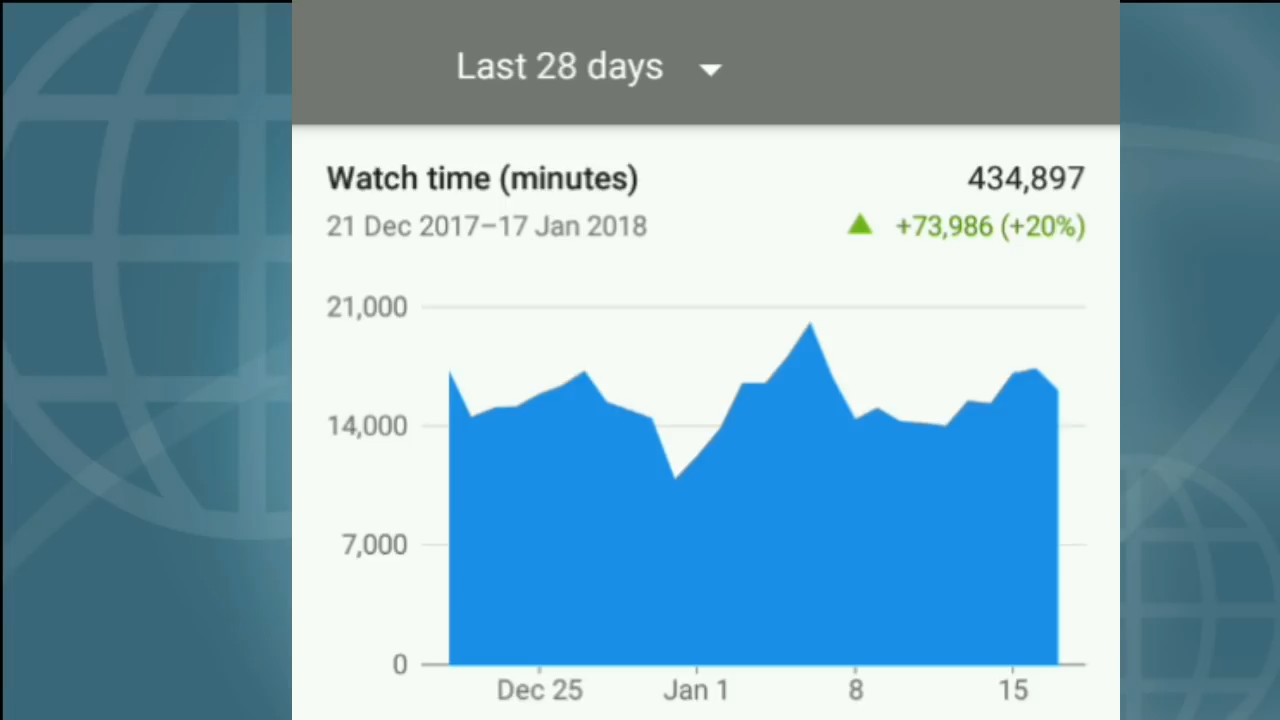 Last 28 days
Watch time (minutes) 434,897
21 Dec 2017–17 Jan 2018 +73,986 (+20%)
21,000
14,000
7,000
0
Dec 25 Jan 1 8 15